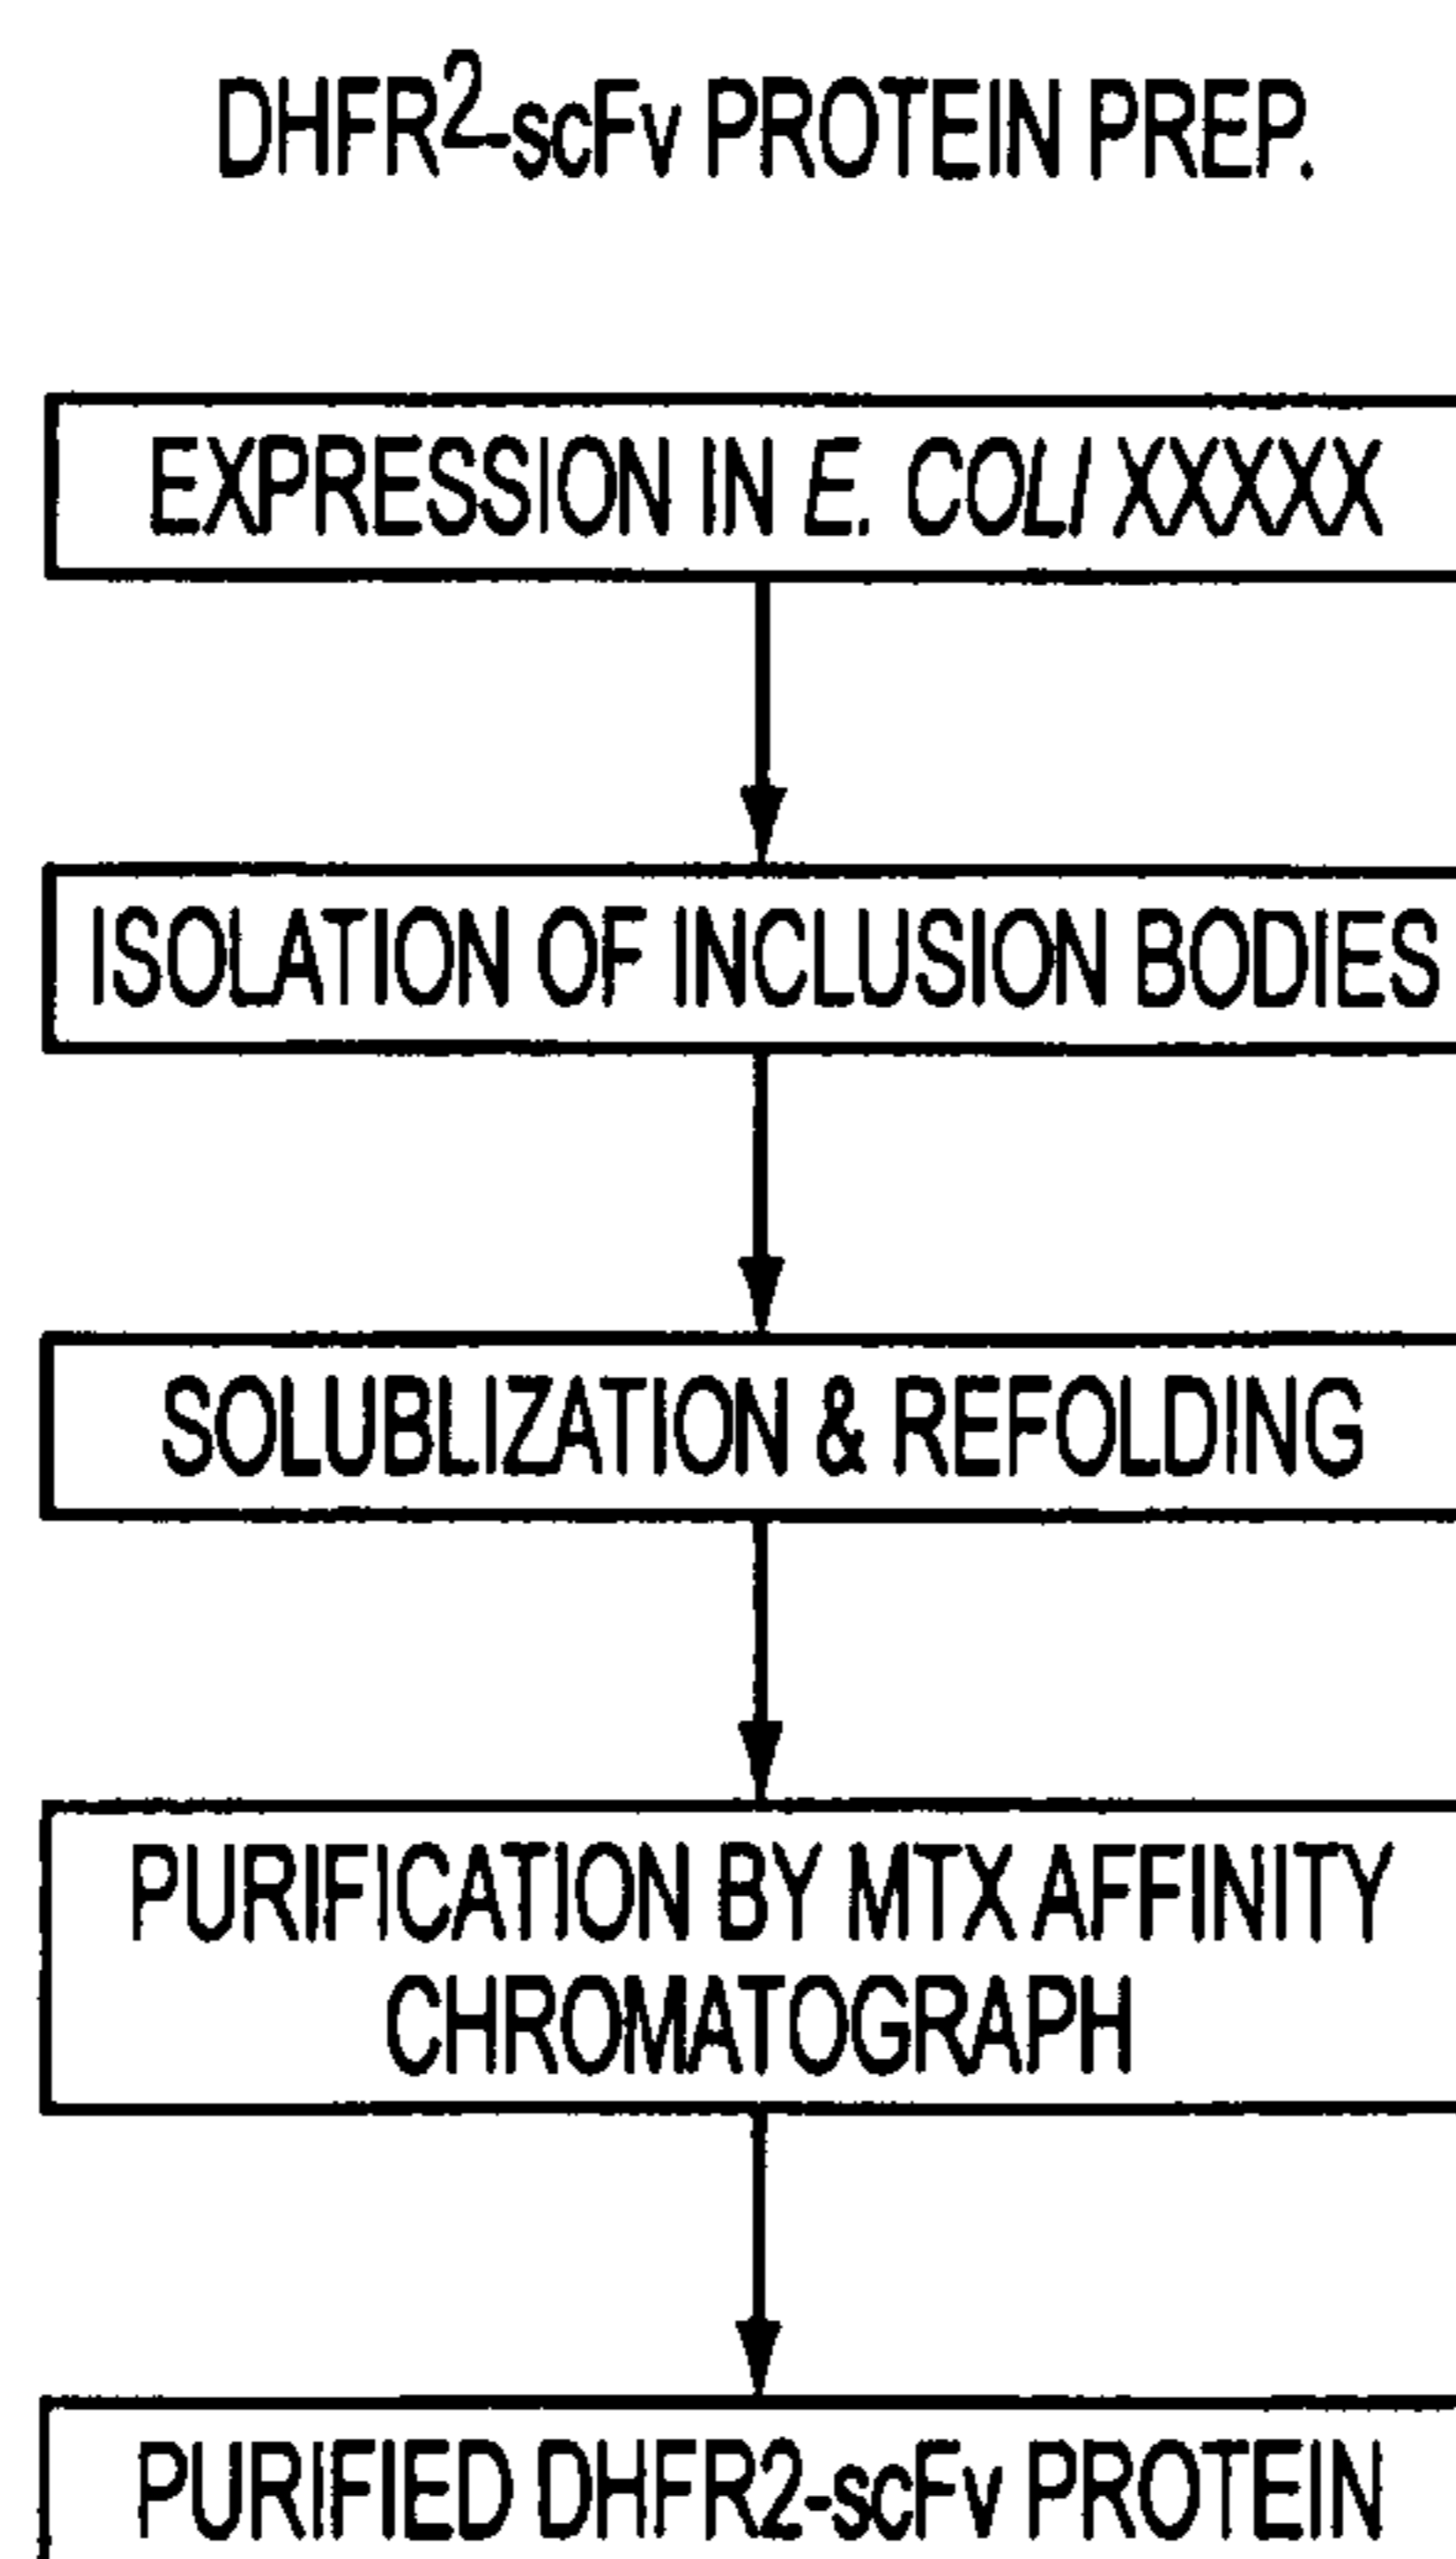 DHFR2-scFv PROTEIN PREP.
EXPRESSION IN E. COLI XXXXX
ISOLATION OF INCLUSION BODIES
SOLUBLIZATION & REFOLDING
PURIFICATION BY MTX AFFINITY
CHROMATOGRAPH
PURIFIED DHFR2-scFv PROTEIN